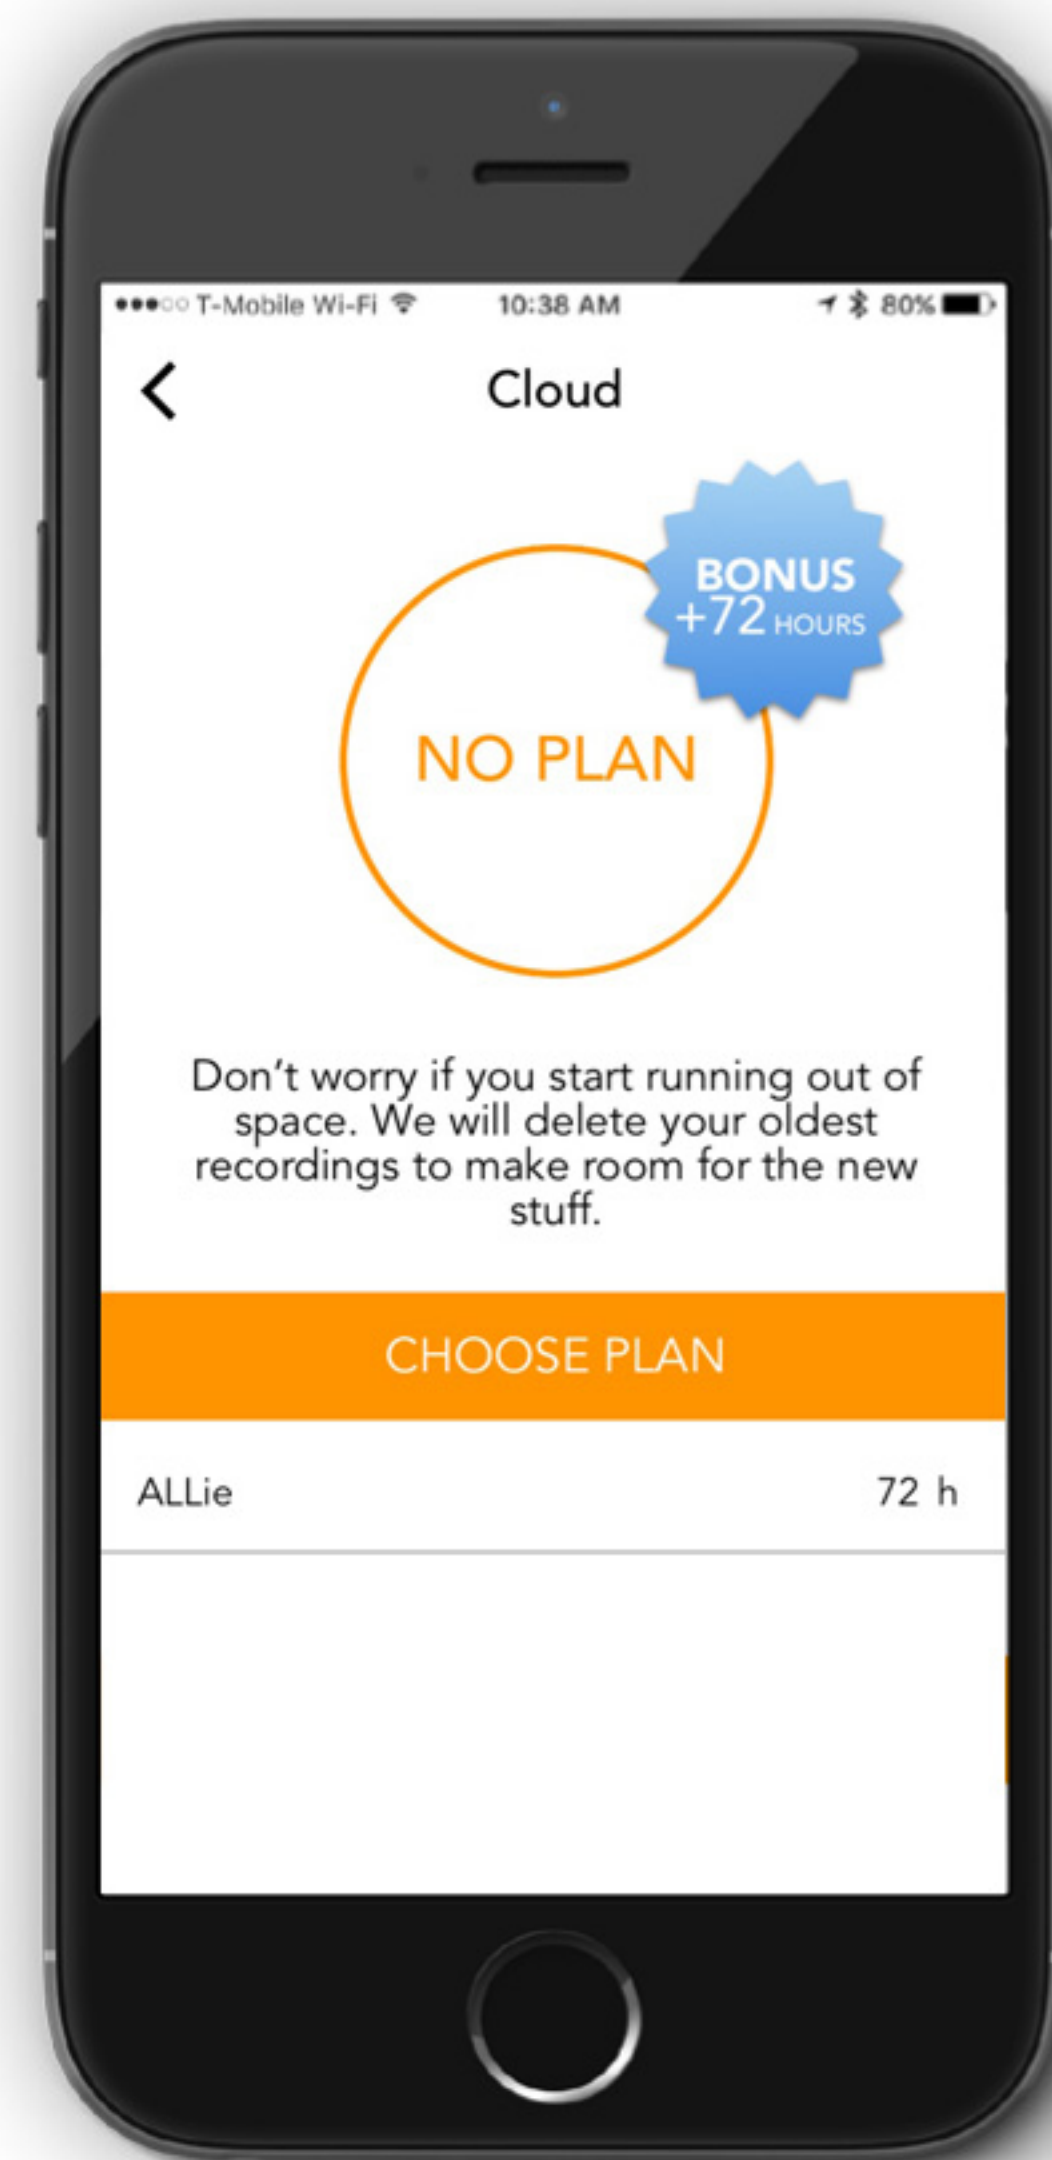 T-Mobile Wi-Fi 10:38 AM 80%
Cloud
BONUS
+72 HOURS
NO PLAN
Don't worry if you start running out of
space. We will delete your oldest
recordings to make room for the new
stuff.
CHOOSE PLAN
ALLie 72 h